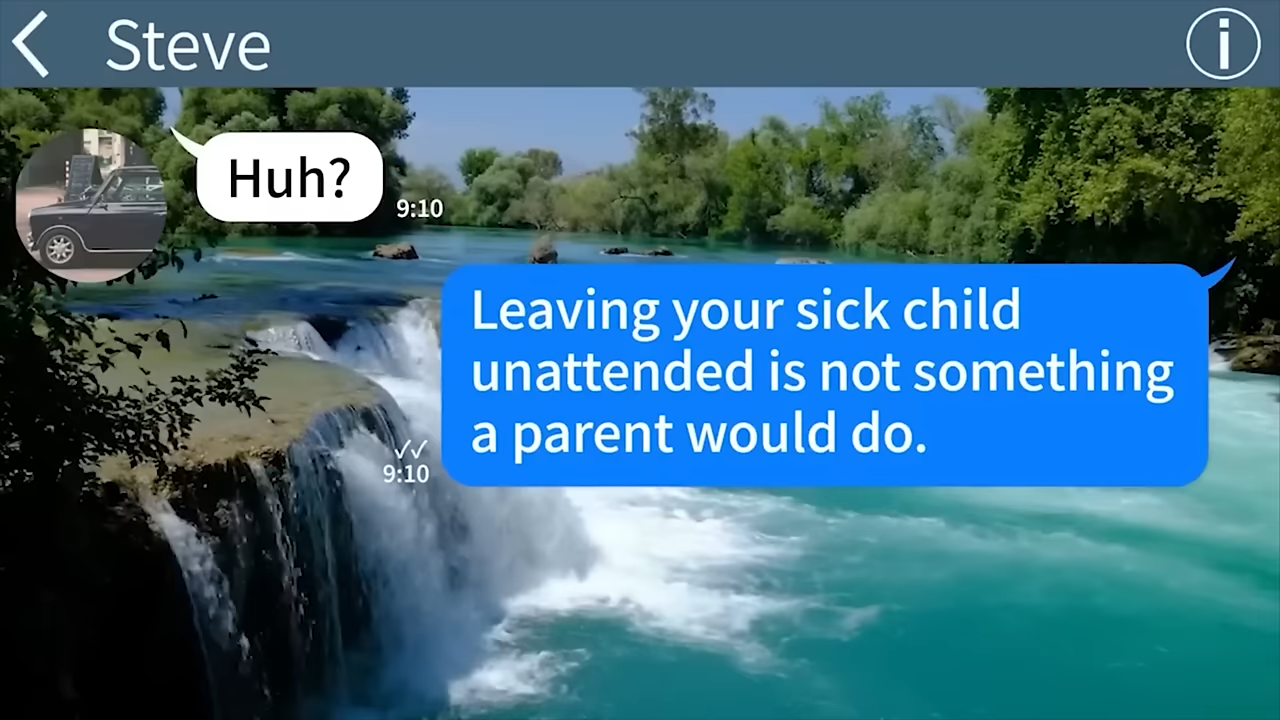 Steve
i
Huh?
9:10
Leaving your sick child
unattended is not something
a parent would do.
9:10